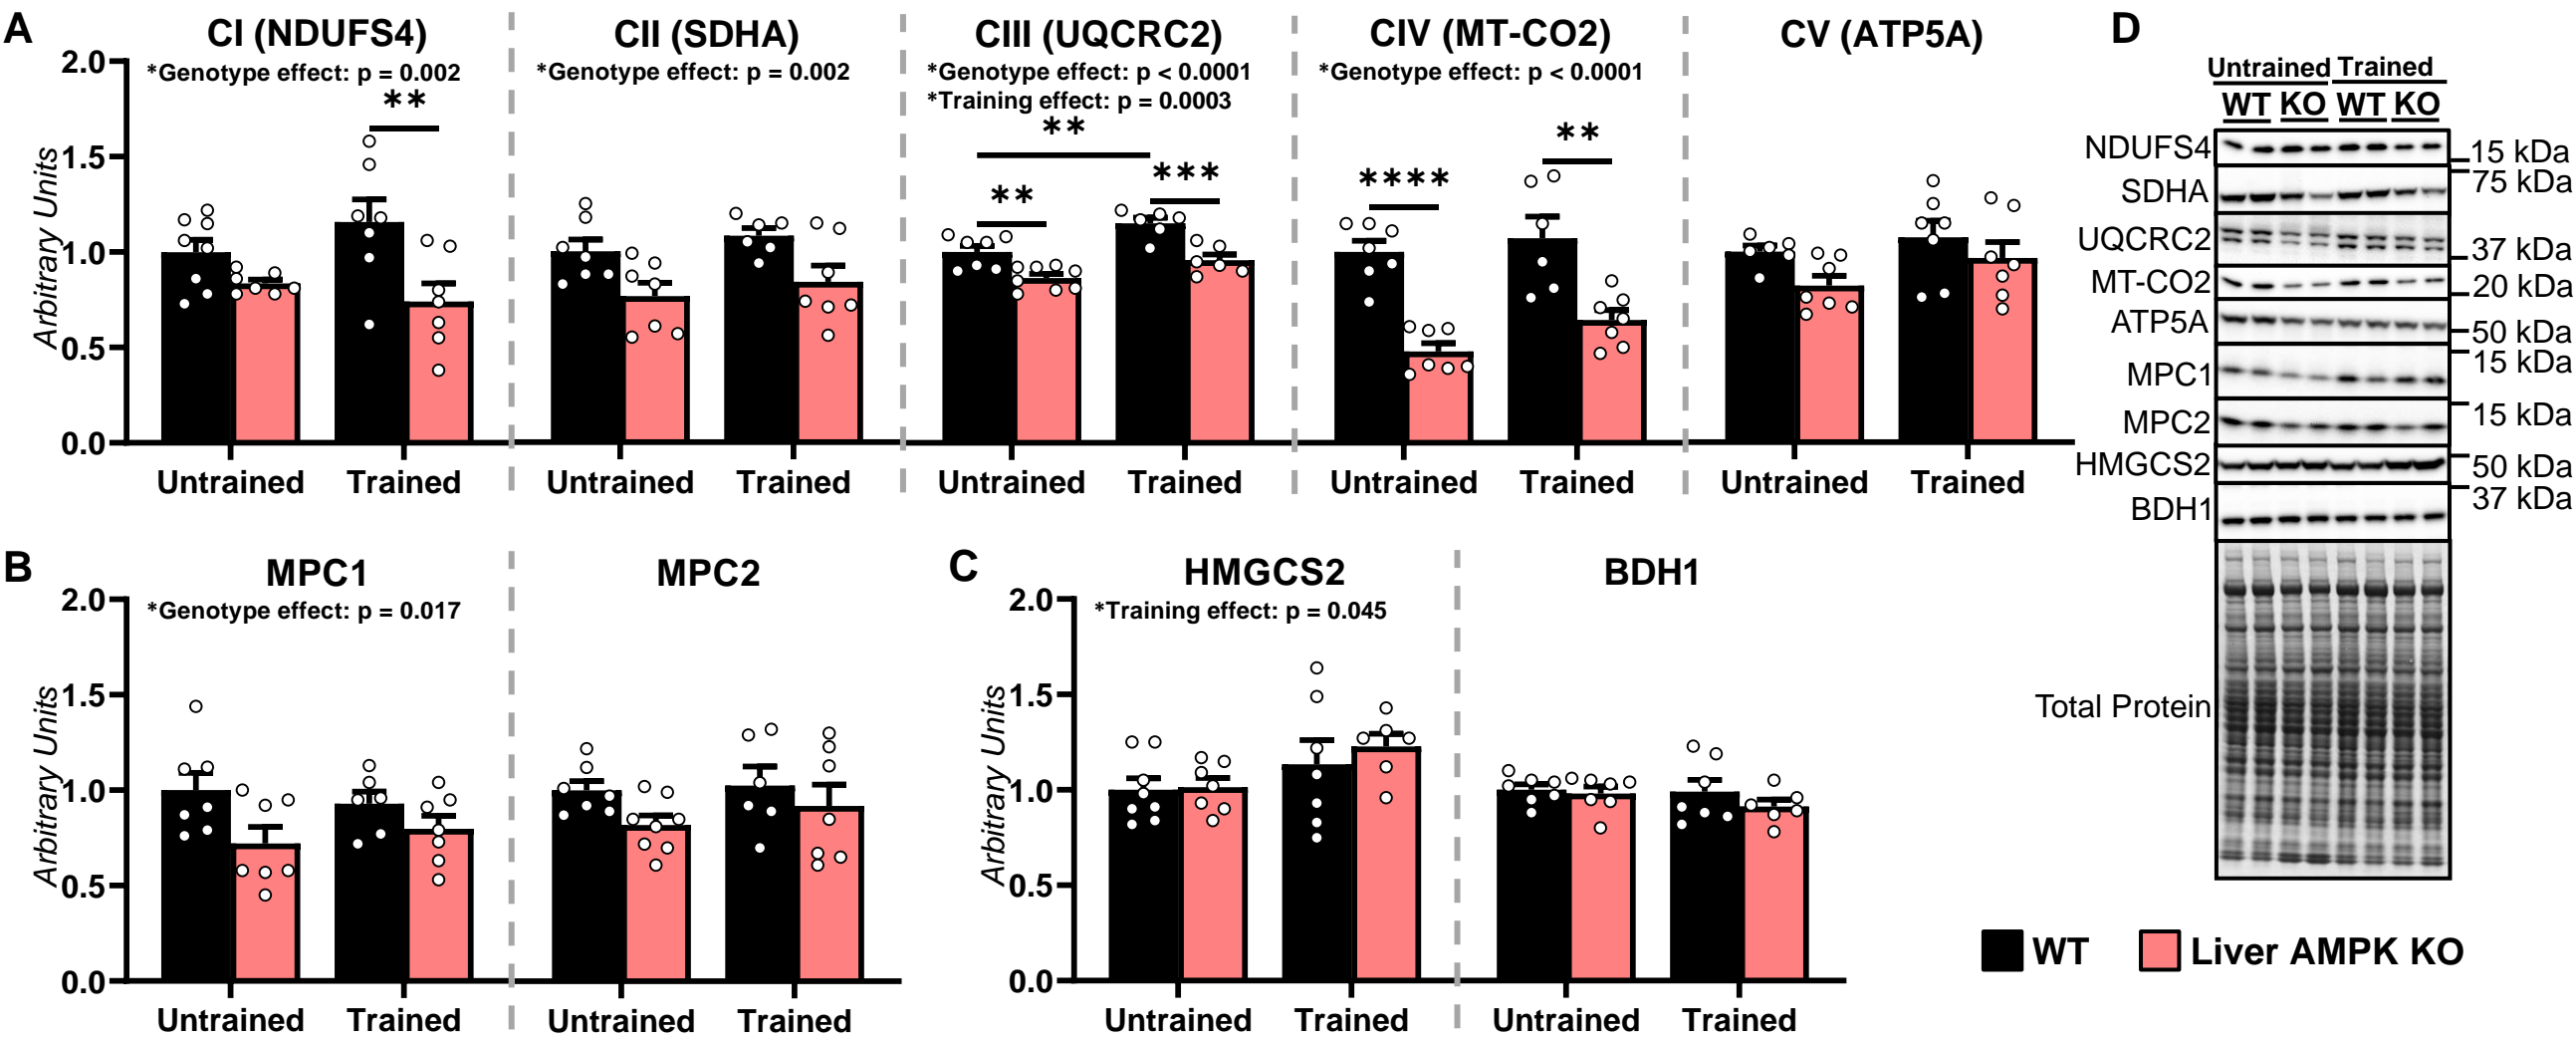 A
CI (NDUFS4)
CII (SDHA)
CIII (UQCRC2)
CIV (MT-CO2)
CV (ATP5A)
*Genotype effect: p = 0.002
*Genotype effect: p = 0.002
*Genotype effect: p < 0.0001
*Training effect: p = 0.0003
*Genotype effect: p < 0.0001
**
**
**
***
****
**
Arbitrary Units
2.0
1.5
1.0
0.5
0.0
Untrained Trained
Untrained Trained
Untrained Trained
Untrained Trained
Untrained Trained
B
MPC1
MPC2
*Genotype effect: p = 0.017
Arbitrary Units
2.0
1.5
1.0
0.5
0.0
Untrained Trained
Untrained Trained
C
HMGCS2
BDH1
*Training effect: p = 0.045
Arbitrary Units
2.0
1.5
1.0
0.5
0.0
Untrained Trained
Untrained Trained
D
Untrained Trained
WT KO WT KO
NDUFS4 15 kDa
SDHA 75 kDa
UQCRC2 37 kDa
MT-CO2 20 kDa
ATP5A 50 kDa
MPC1 15 kDa
MPC2 15 kDa
HMGCS2 50 kDa
BDH1 37 kDa
Total Protein
WT Liver AMPK KO